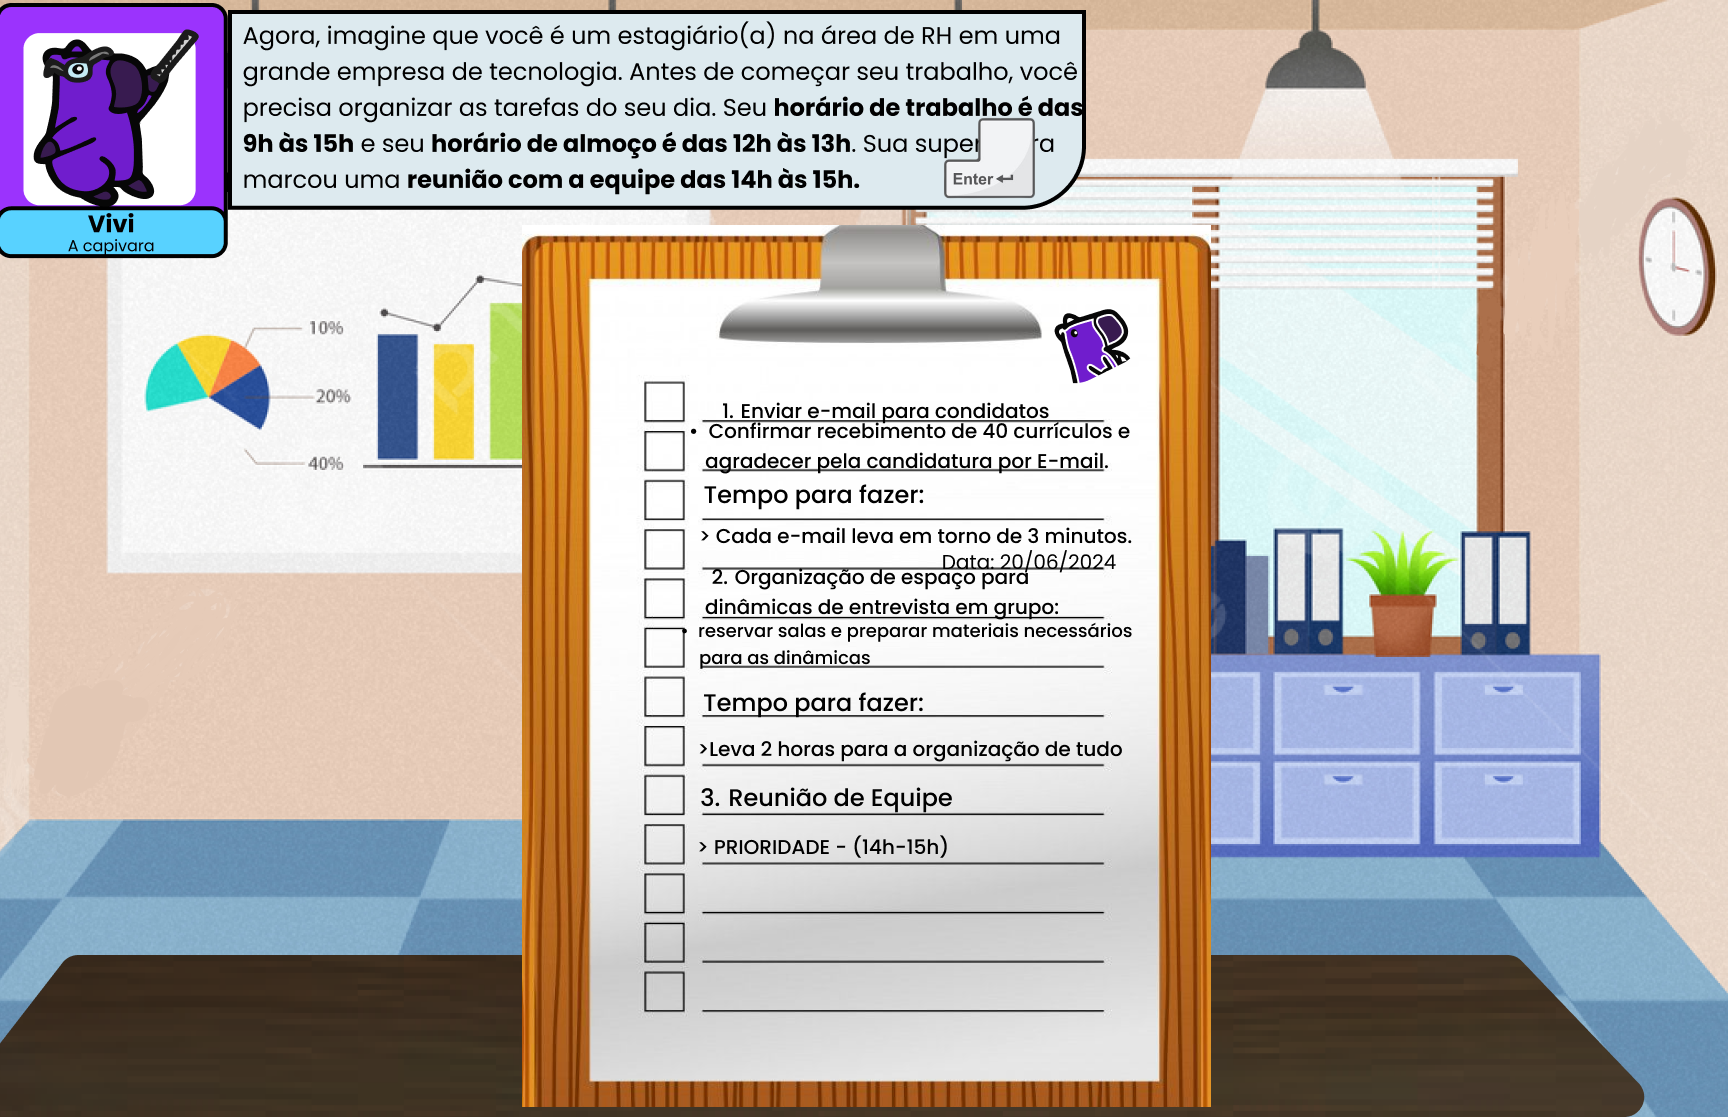 Agora, imagine que você é um estagiário(a) na área de RH em uma
grande empresa de tecnologia. Antes de começar seu trabalho, você
precisa organizar as tarefas do seu dia. Seu horário de trabalho é das
9h às 15h e seu horário de almoço é das 12h às 13h. Sua
marcou uma reunião com a equipe das 14h às 15h.
Enter
Vivi
A capivara
10%
20%
40%
1. Enviar e-mail para candidatos
• Confirmar recebimento de 40 currículos e
agradecer pela candidatura por E-mail.
Tempo para fazer:
> Cada e-mail leva em torno de 3 minutos.
Data: 20/06/2024
2. Organização de espaço para
dinâmicas de entrevista em grupo:
• reservar salas e preparar materiais necessários
para as dinâmicas
Tempo para fazer:
>Leva 2 horas para a organização de tudo
3. Reunião de Equipe
> PRIORIDADE - (14h-15h)